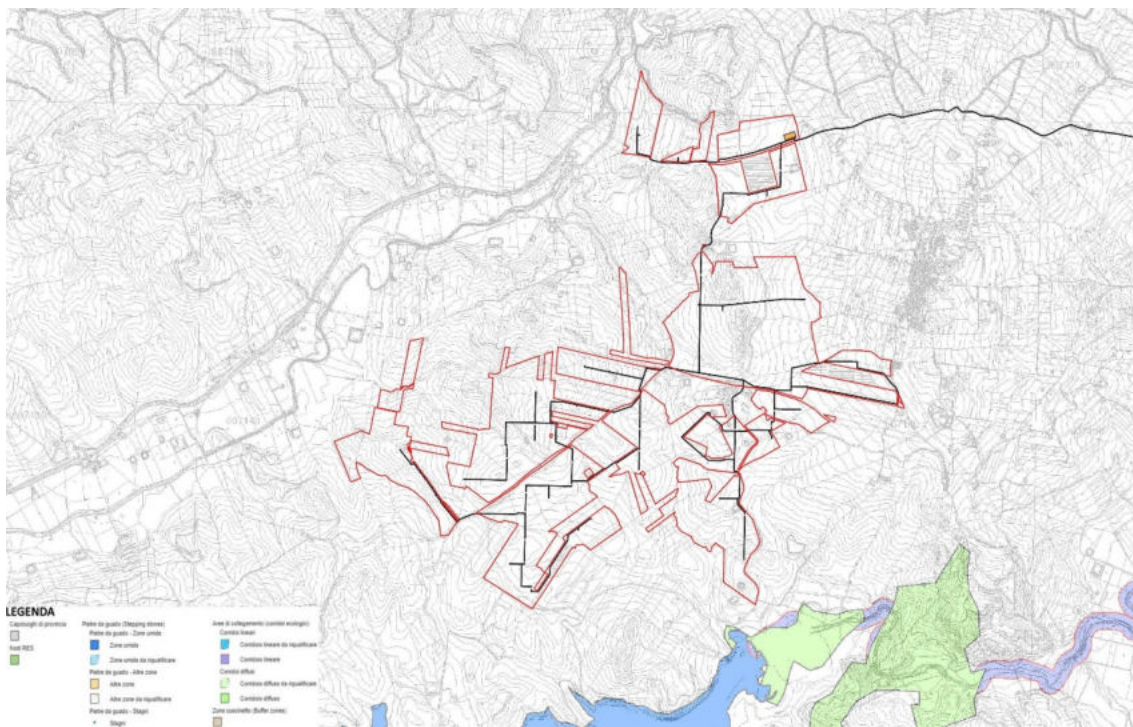 LEGENDA
Capoluoghi di provincia
Nodi RES
Pietre da guado (Stepping stones)
Pietre da guado - Zone umide
Zone umide
Zone umide da riqualificare
Pietre da guado - Altre zone
Altre zone
Altre zone da riqualificare
Pietre da guado - Stagni
Stagni
Aree di collegamento (corridoi ecologici)
Corridoi lineari
Corridoio lineare da riqualificare
Corridoio lineare
Corridoi diffusi
Corridoio diffuso da riqualificare
Corridoio diffuso
Zone cuscinetto (Buffer zones)